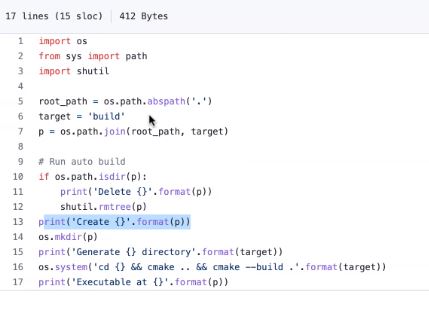 17 lines (15 sloc) 412 Bytes
1 import os
2 from sys import path
3 import shutil
4
5 root_path = os.path.abspath('.')
6 target = 'build'
7 p = os.path.join(root_path, target)
8
9 # Run auto build
10 if os.path.isdir(p):
11     print('Delete {}'.format(p))
12     shutil.rmtree(p)
13 print('Create {}'.format(p))
14 os.mkdir(p)
15 print('Generate {} directory'.format(target))
16 os.system('cd {} && cmake .. && cmake --build .'.format(target))
17 print('Executable at {}'.format(p))